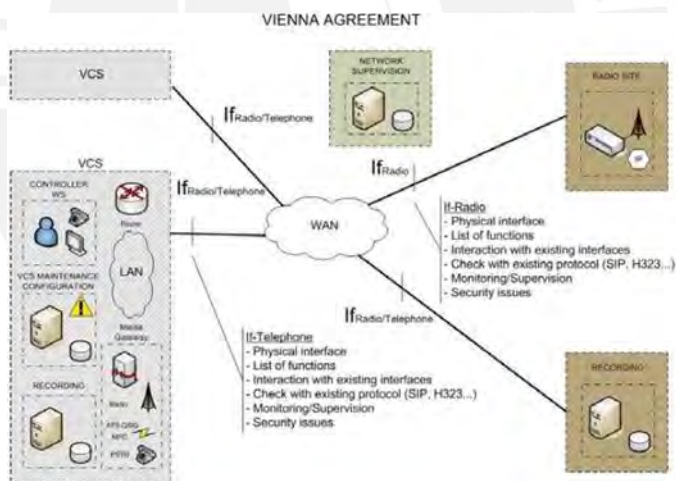 VIENNA AGREEMENT
VCS
NETWORK
SUPERVISION
RADIO SITE
IfRadio/Telephone
IfRadio
VCS
IfRadio/Telephone
CONTROLLER
WS
WAN
LAN
If-Radio
- Physical interface
- List of functions
- Interaction with existing interfaces
- Check with existing protocol (SIP, H323...)
- Monitoring/Supervision
- Security issues
VCS MAINTENANCE
CONFIGURATION
Media
Gateway
IfRadio/Telephone
If-Telephone
- Physical interface
- List of functions
- Interaction with existing interfaces
- Check with existing protocol (SIP, H323...)
- Monitoring/Supervision
- Security issues
RECORDING
Radio
PSTN
RECORDING